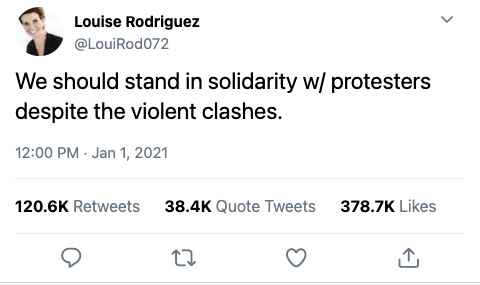 Louise Rodriguez
@LouiRod072
We should stand in solidarity w/ protesters
despite the violent clashes.
12:00 PM · Jan 1, 2021
120.6K Retweets 38.4K Quote Tweets 378.7K Likes